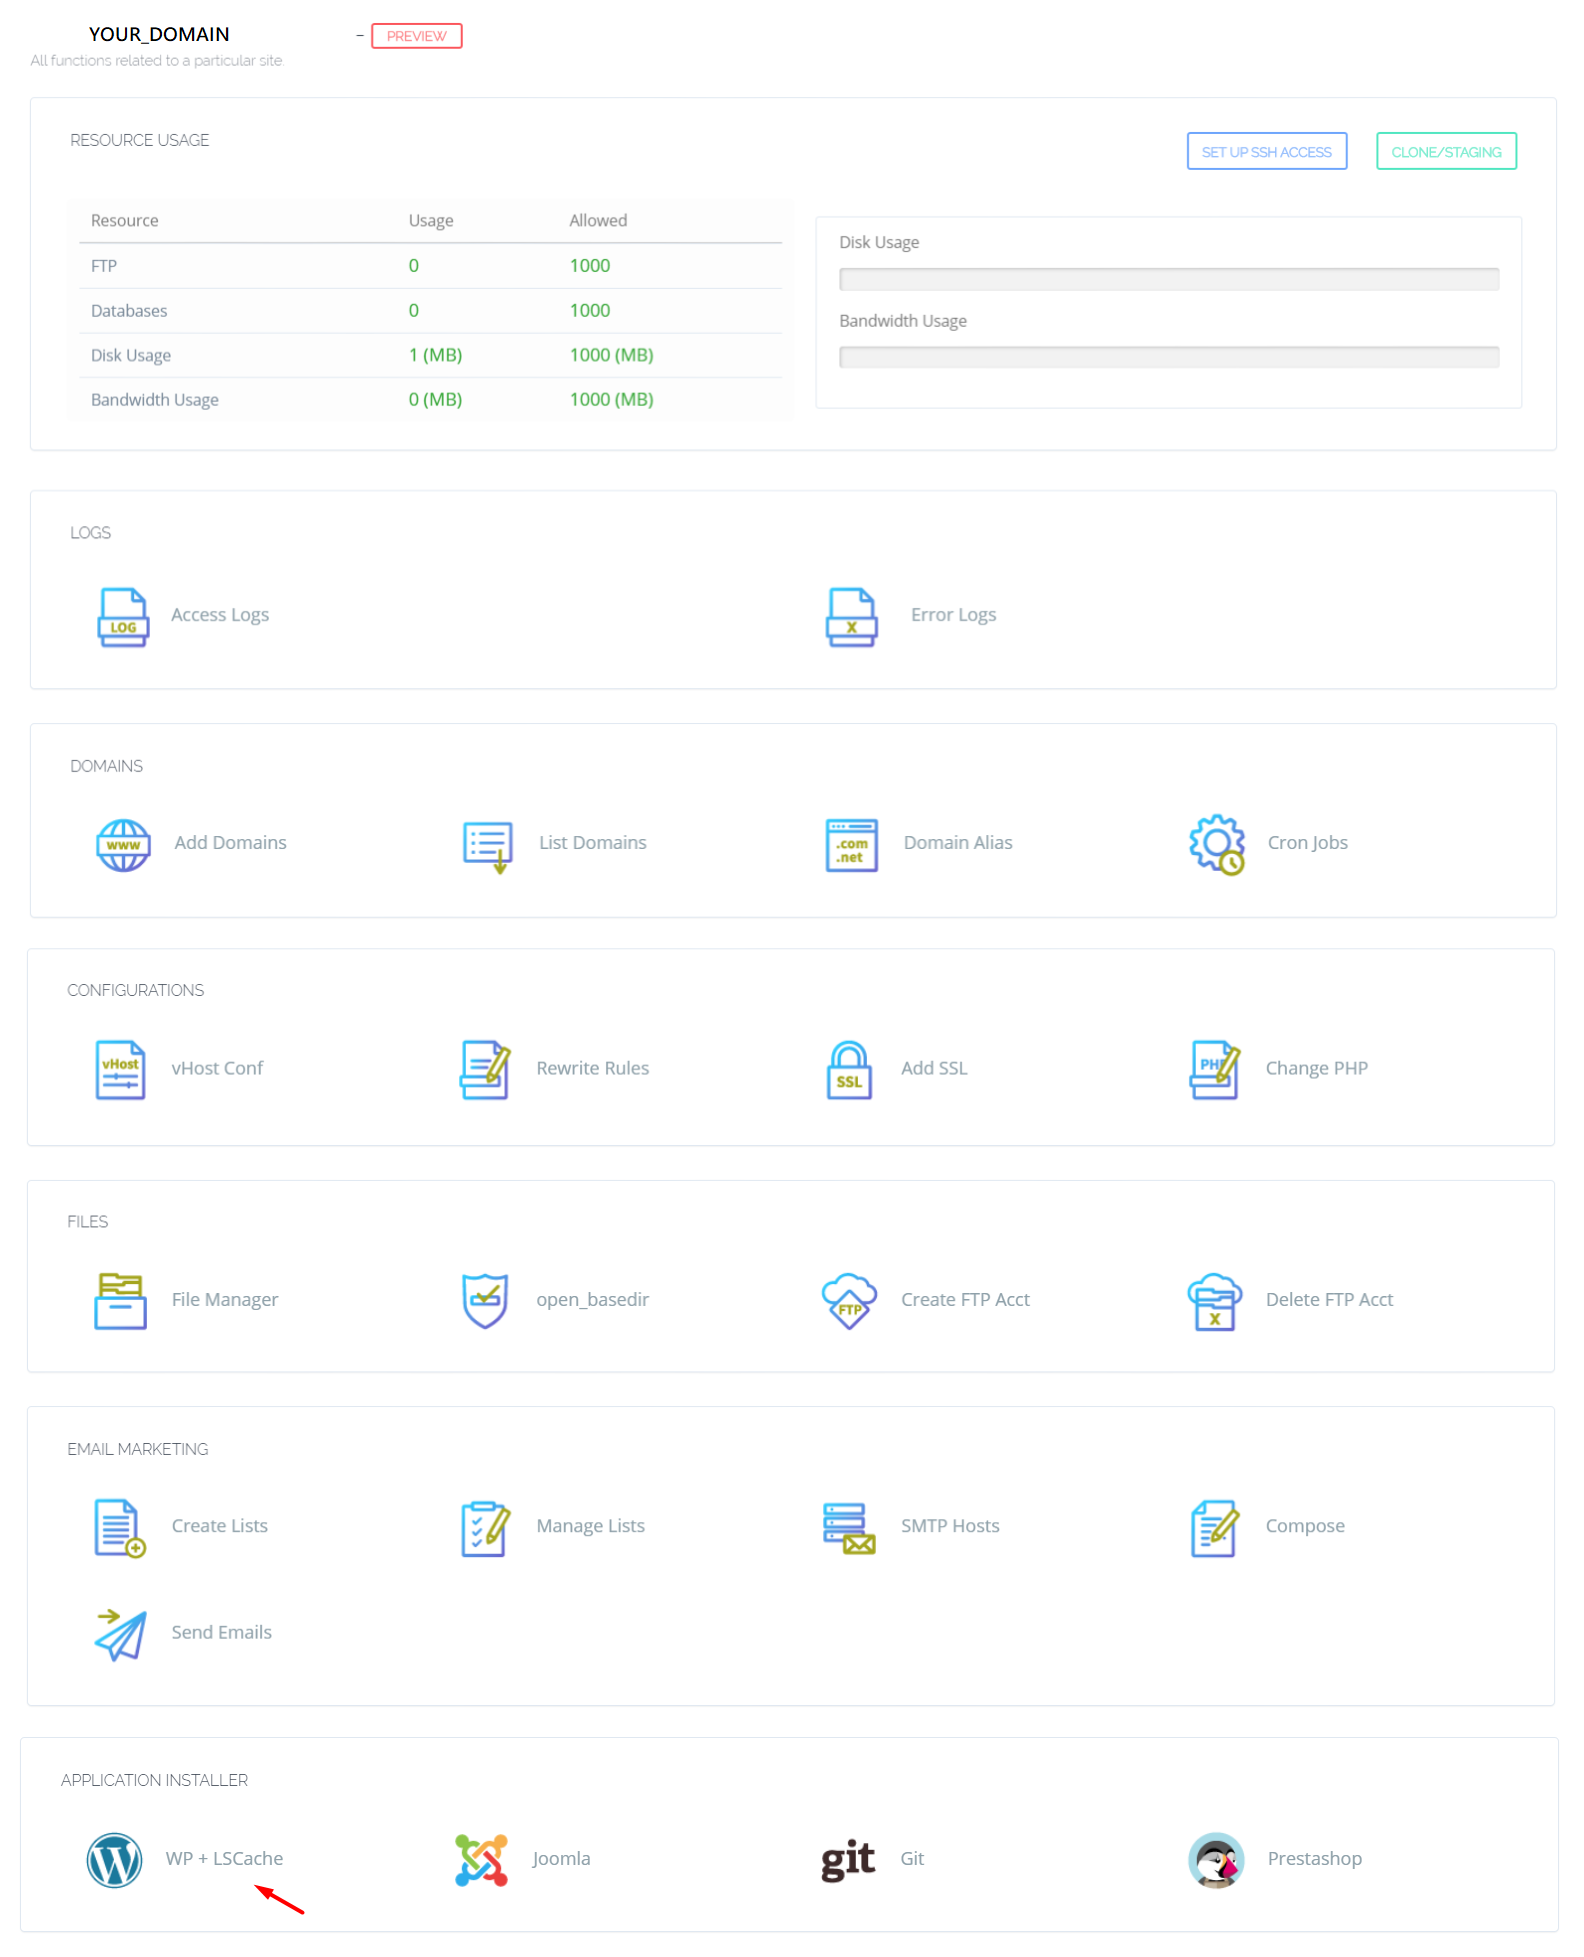 YOUR_DOMAIN – PREVIEW
All functions related to a particular site.
RESOURCE USAGE
SET UP SSH ACCESS CLONE/STAGING
Resource Usage Allowed
FTP 0 1000
Databases 0 1000
Disk Usage 1 (MB) 1000 (MB)
Bandwidth Usage 0 (MB) 1000 (MB)
Disk Usage
Bandwidth Usage
LOGS
LOG Access Logs X Error Logs
DOMAINS
www Add Domains List Domains .com .net Domain Alias Cron Jobs
CONFIGURATIONS
vHost vHost Conf Rewrite Rules SSL Add SSL PHP Change PHP
FILES
File Manager open_basedir FTP Create FTP Acct X Delete FTP Acct
EMAIL MARKETING
Create Lists Manage Lists SMTP Hosts Compose
Send Emails
APPLICATION INSTALLER
W WP + LSCache Joomla git Git Prestashop